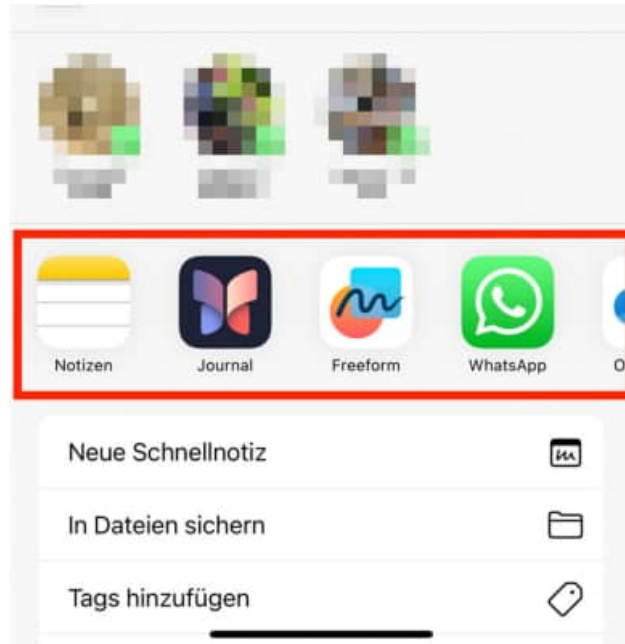 Notizen Journal Freeform WhatsApp O
Neue Schnellnotiz
In Dateien sichern
Tags hinzufügen